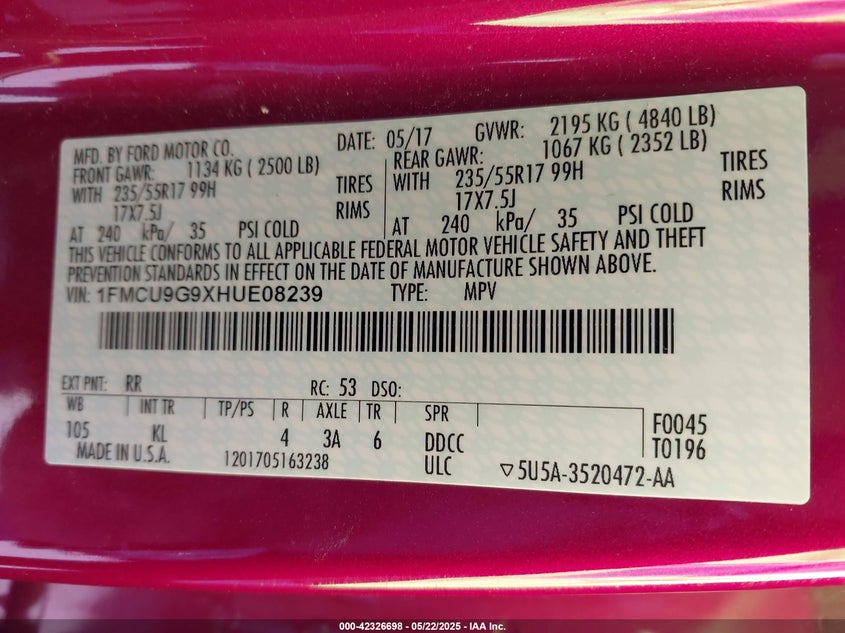 MFD. BY FORD MOTOR CO. DATE: 05/17 GVWR: 2195 KG ( 4840 LB)
FRONT GAWR: 1134 KG ( 2500 LB) REAR GAWR: 1067 KG ( 2352 LB)
WITH 235/55R17 99H TIRES WITH 235/55R17 99H TIRES
17X7.5J RIMS 17X7.5J RIMS
AT 240 kPa/ 35 PSI COLD AT 240 kPa/ 35 PSI COLD
THIS VEHICLE CONFORMS TO ALL APPLICABLE FEDERAL MOTOR VEHICLE SAFETY AND THEFT
PREVENTION STANDARDS IN EFFECT ON THE DATE OF MANUFACTURE SHOWN ABOVE.
VIN: 1FMCU9G9XHUE08239 TYPE: MPV
EXT PNT: RR RC: 53 DSO:
WB INT TR TP/PS R AXLE TR SPR F0045
105 KL 4 3A 6 DDCC T0196
MADE IN U.S.A. 1201705163238 ULC ▽5U5A-3520472-AA
000-42326698 - 05/22/2025 - IAA Inc.